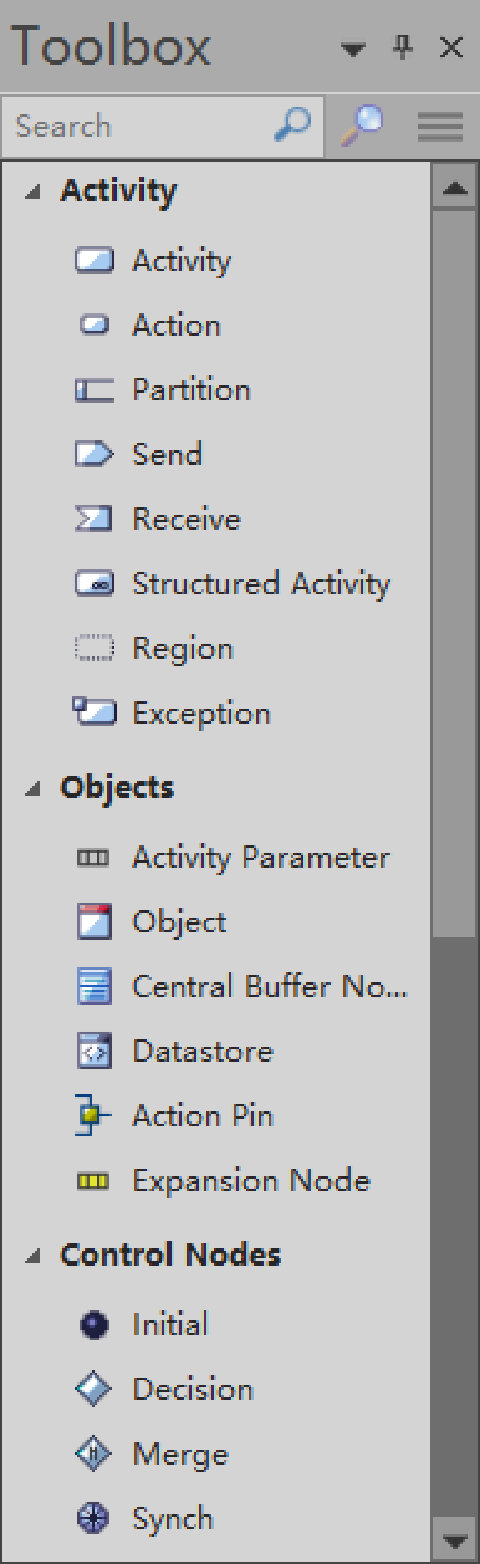 Toolbox
Search
Activity
Activity
Action
Partition
Send
Receive
Structured Activity
Region
Exception
Objects
Activity Parameter
Object
Central Buffer No...
Datastore
Action Pin
Expansion Node
Control Nodes
Initial
Decision
Merge
Synch